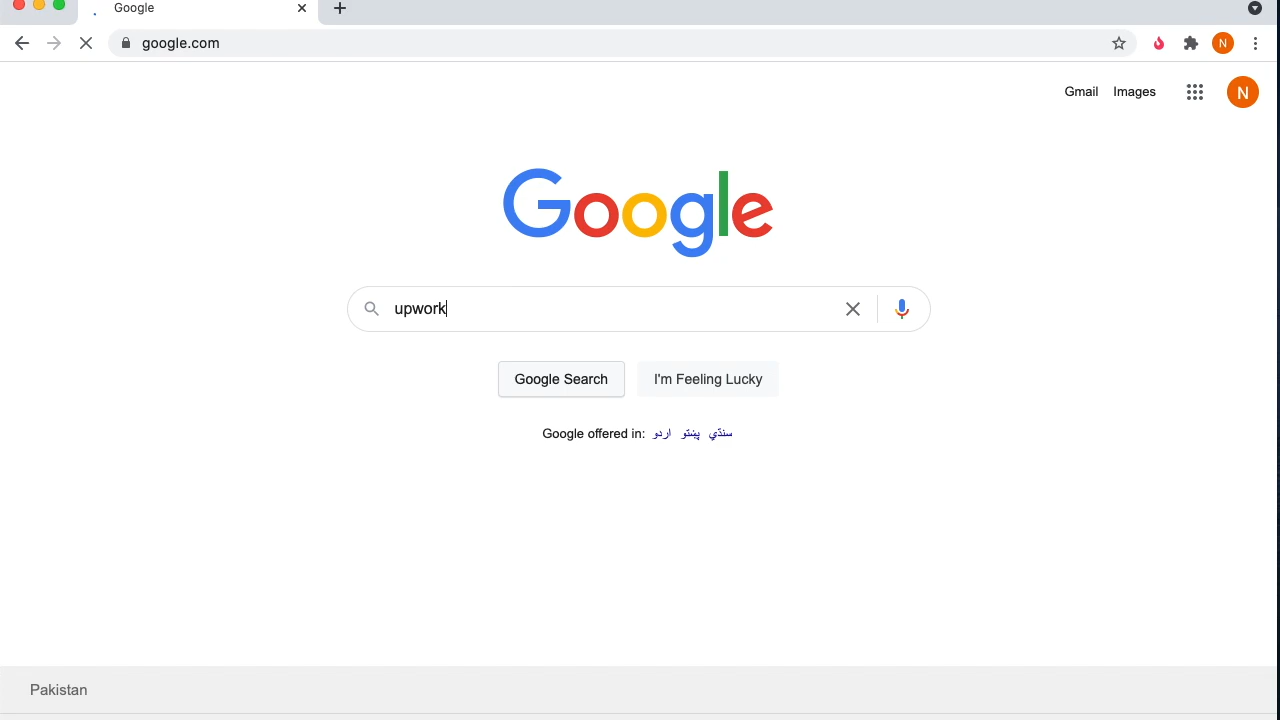 Google
google.com
N
Gmail Images
N
Google
upwork
Google Search I'm Feeling Lucky
Google offered in: اردو پښتو سنڌي
Pakistan